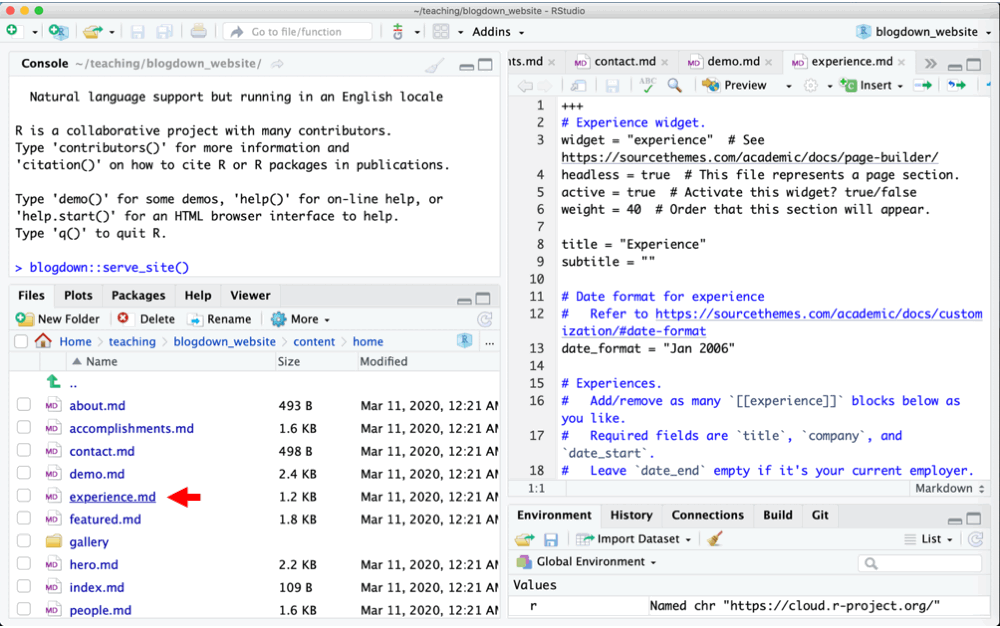 ~/teaching/blogdown_website - RStudio
Go to file/function
Addins
blogdown_website
Console ~/teaching/blogdown_website/
Natural language support but running in an English locale
R is a collaborative project with many contributors.
Type 'contributors()' for more information and
'citation()' on how to cite R or R packages in publications.
Type 'demo()' for some demos, 'help()' for on-line help, or
'help.start()' for an HTML browser interface to help.
Type 'q()' to quit R.
> blogdown::serve_site()
Files Plots Packages Help Viewer
New Folder Delete Rename More
Home teaching blogdown_website content home ...
Name Size Modified
..
MD about.md 493 B Mar 11, 2020, 12:21 AM
MD accomplishments.md 1.6 KB Mar 11, 2020, 12:21 AM
MD contact.md 498 B Mar 11, 2020, 12:21 AM
MD demo.md 2.4 KB Mar 11, 2020, 12:21 AM
MD experience.md 1.2 KB Mar 11, 2020, 12:21 AM
MD featured.md 1.8 KB Mar 11, 2020, 12:21 AM
gallery
MD hero.md 2.2 KB Mar 11, 2020, 12:21 AM
MD index.md 109 B Mar 11, 2020, 12:21 AM
MD people.md 1.6 KB Mar 11, 2020, 12:21 AM
nts.md MD contact.md MD demo.md MD experience.md
ABC Preview Insert
1 +++
2 # Experience widget.
3 widget = "experience" # See
https://sourcethemes.com/academic/docs/page-builder/
4 headless = true # This file represents a page section.
5 active = true # Activate this widget? true/false
6 weight = 40 # Order that this section will appear.
7
8 title = "Experience"
9 subtitle = ""
10
11 # Date format for experience
12 # Refer to https://sourcethemes.com/academic/docs/custom
ization/#date-format
13 date_format = "Jan 2006"
14
15 # Experiences.
16 # Add/remove as many `[[experience]]` blocks below as
you like.
17 # Required fields are `title`, `company`, and
`date_start`.
18 # Leave `date_end` empty if it's your current employer.
1:1 Markdown
Environment History Connections Build Git
Import Dataset List
Global Environment
Values
r Named chr "https://cloud.r-project.org/"